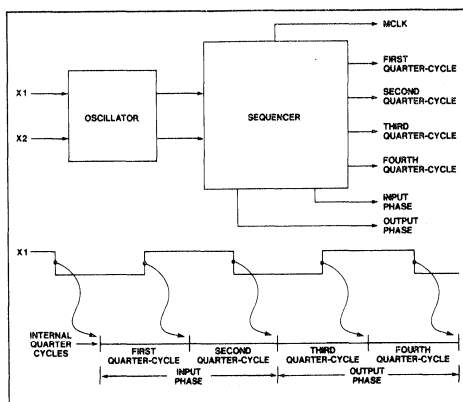 MCLK
FIRST
QUARTER-CYCLE
X1
OSCILLATOR
SEQUENCER
SECOND
QUARTER-CYCLE
X2
THIRD
QUARTER-CYCLE
FOURTH
QUARTER-CYCLE
INPUT
PHASE
OUTPUT
PHASE
X1
INTERNAL
QUARTER
CYCLES
FIRST
QUARTER-CYCLE
SECOND
QUARTER-CYCLE
THIRD
QUARTER-CYCLE
FOURTH
QUARTER-CYCLE
INPUT
PHASE
OUTPUT
PHASE